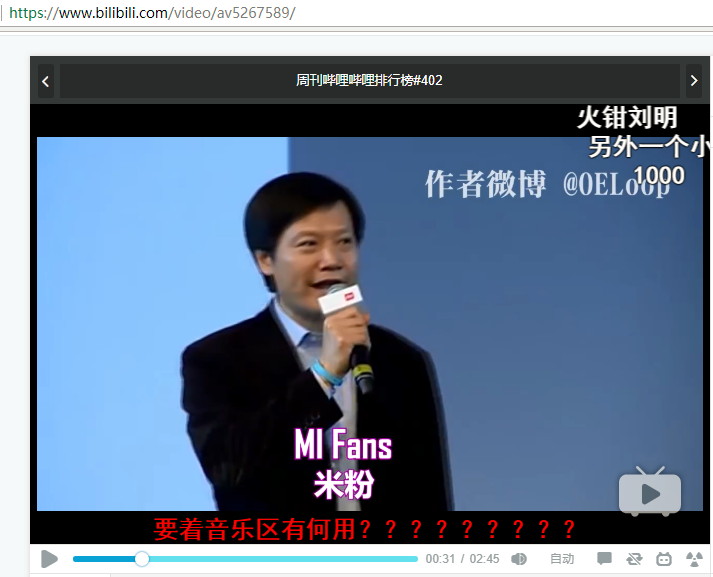 https://www.bilibili.com/video/av5267589/
周刊哔哩哔哩排行榜#402
火钳刘明
另外一个小
1000
作者微博 @OELoop
MI Fans
米粉
要着音乐区有何用？？？？？？？？？
00:31 / 02:45
自动